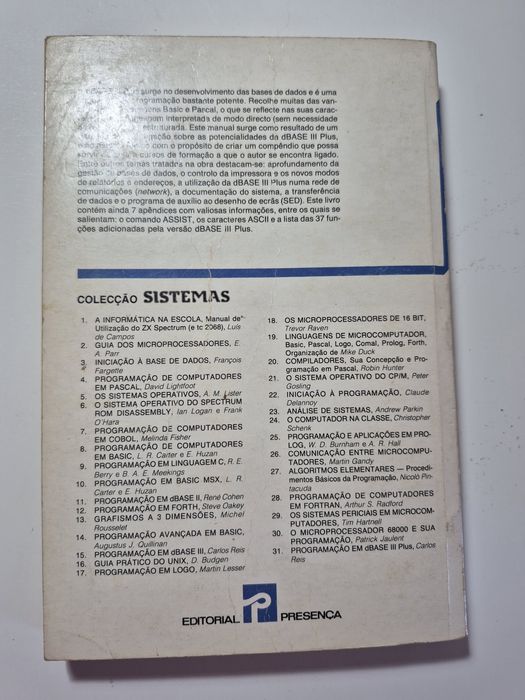 surge no desenvolvimento das bases de dados e é uma
programação bastante potente. Recolhe muitas das van-
Basic e Pascal, o que se reflecte nas suas carac-
interpretada de modo directo (sem necessidade
estruturada. Este manual surge como resultado de um
sobre as potencialidades da dBASE III Plus,
com o propósito de criar um compêndio que possa
cursos de formação a que o autor se encontra ligado.
Entre outros temas tratados na obra destacam-se: aprofundamento da
gestão de bases de dados, o controlo da impressora e os novos modos
de relatórios e endereços, a utilização da dBASE III Plus numa rede de
comunicações (network), a documentação do sistema, a transferência
de dados e o programa de auxílio ao desenho de ecrãs (SED). Este livro
contém ainda 7 apêndices com valiosas informações, entre os quais se
salientam: o comando ASSIST, os caracteres ASCII e a lista das 37 fun-
ções adicionadas pela versão dBASE III Plus.
COLECÇÃO SISTEMAS
1. A INFORMÁTICA NA ESCOLA, Manual de
Utilização do ZX Spectrum (e tc 2068), Luís
de Campos
2. GUIA DOS MICROPROCESSADORES, E.
A. Parr
3. INICIAÇÃO À BASE DE DADOS, François
Fargette
4. PROGRAMAÇÃO DE COMPUTADORES
EM PASCAL, David Lightfoot
5. OS SISTEMAS OPERATIVOS, A. M. Lister
6. O SISTEMA OPERATIVO DO SPECTRUM
ROM DISASSEMBLY, Ian Logan e Frank
O'Hara
7. PROGRAMAÇÃO DE COMPUTADORES
EM COBOL, Melinda Fisher
8. PROGRAMAÇÃO DE COMPUTADORES
EM BASIC, L. R. Carter e E. Huzan
9. PROGRAMAÇÃO EM LINGUAGEM C, R. E.
Berry e B. A. E. Meekings
10. PROGRAMAÇÃO EM BASIC MSX, L. R.
Carter e E. Huzan
11. PROGRAMAÇÃO EM dBASE II, René Cohen
12. PROGRAMAÇÃO EM FORTH, Steve Oakey
13. GRAFISMOS A 3 DIMENSÕES, Michel
Rousselet
14. PROGRAMAÇÃO AVANÇADA EM BASIC,
Augustus J. Quillinan
15. PROGRAMAÇÃO EM dBASE III, Carlos Reis
16. GUIA PRÁTICO DO UNIX, D. Budgen
17. PROGRAMAÇÃO EM LOGO, Martin Lesser
18. OS MICROPROCESSADORES DE 16 BIT,
Trevor Raven
19. LINGUAGENS DE MICROCOMPUTADOR,
Basic, Pascal, Logo, Comal, Prolog, Forth,
Organização de Mike Duck
20. COMPILADORES, Sua Concepção e Pro-
gramação em Pascal, Robin Hunter
21. O SISTEMA OPERATIVO DO CP/M, Peter
Gosling
22. INICIAÇÃO À PROGRAMAÇÃO, Claude
Delannoy
23. ANÁLISE DE SISTEMAS, Andrew Parkin
24. O COMPUTADOR NA CLASSE, Christopher
Schenk
25. PROGRAMAÇÃO E APLICAÇÕES EM PRO-
LOG, W. D. Burnham e A. R. Hall
26. COMUNICAÇÃO ENTRE MICROCOMPU-
TADORES, Martin Gandy
27. ALGORITMOS ELEMENTARES — Procedi-
mentos Básicos da Programação, Nicolò Pin-
tacuda
28. PROGRAMAÇÃO DE COMPUTADORES
EM FORTRAN, Arthur S. Radford
29. OS SISTEMAS PERICIAIS EM MICROCOM-
PUTADORES, Tim Hartnell
30. O MICROPROCESSADOR 68000 E SUA
PROGRAMAÇÃO, Patrick Jaulent
31. PROGRAMAÇÃO EM dBASE III Plus, Carlos
Reis
EDITORIAL PRESENÇA